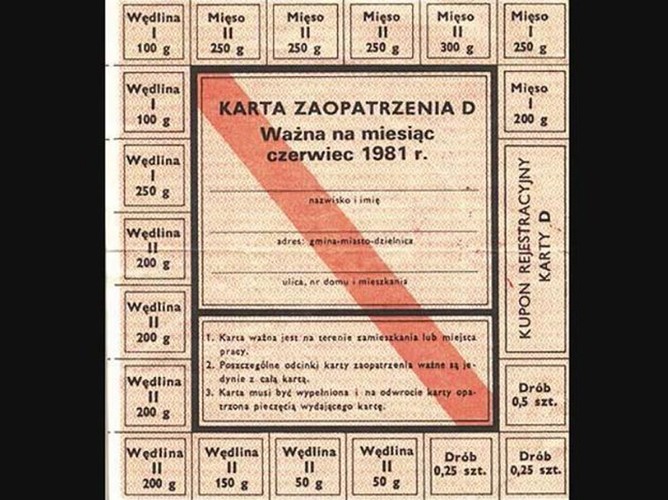 Wędlina
I
100 g
Mięso
II
250 g
Mięso
II
250 g
Mięso
II
250 g
Mięso
II
300 g
Mięso
I
250 g
Wędlina
I
100 g
Mięso
I
200 g
Wędlina
I
250 g
Wędlina
II
200 g
Wędlina
II
200 g
Wędlina
II
200 g
KARTA ZAOPATRZENIA D
Ważna na miesiąc
czerwiec 1981 r.
nazwisko i imię
adres: gmina-miasto-dzielnica
ulica, nr domu i mieszkania
1. Karta ważna jest na terenie zamieszkania lub miejsca
pracy.
2. Poszczególne odcinki karty zaopatrzenia ważne są je-
dynie z całą kartą.
3. Karta musi być wypełniona i na odwrocie karty opa-
trzona pieczęcią wydającego kartę.
KUPON REJESTRACYJNY
KARTY D
Drób
0,5 szt.
Wędlina
II
200 g
Wędlina
II
150 g
Wędlina
II
50 g
Wędlina
II
50 g
Drób
0,25 szt.
Drób
0,25 szt.